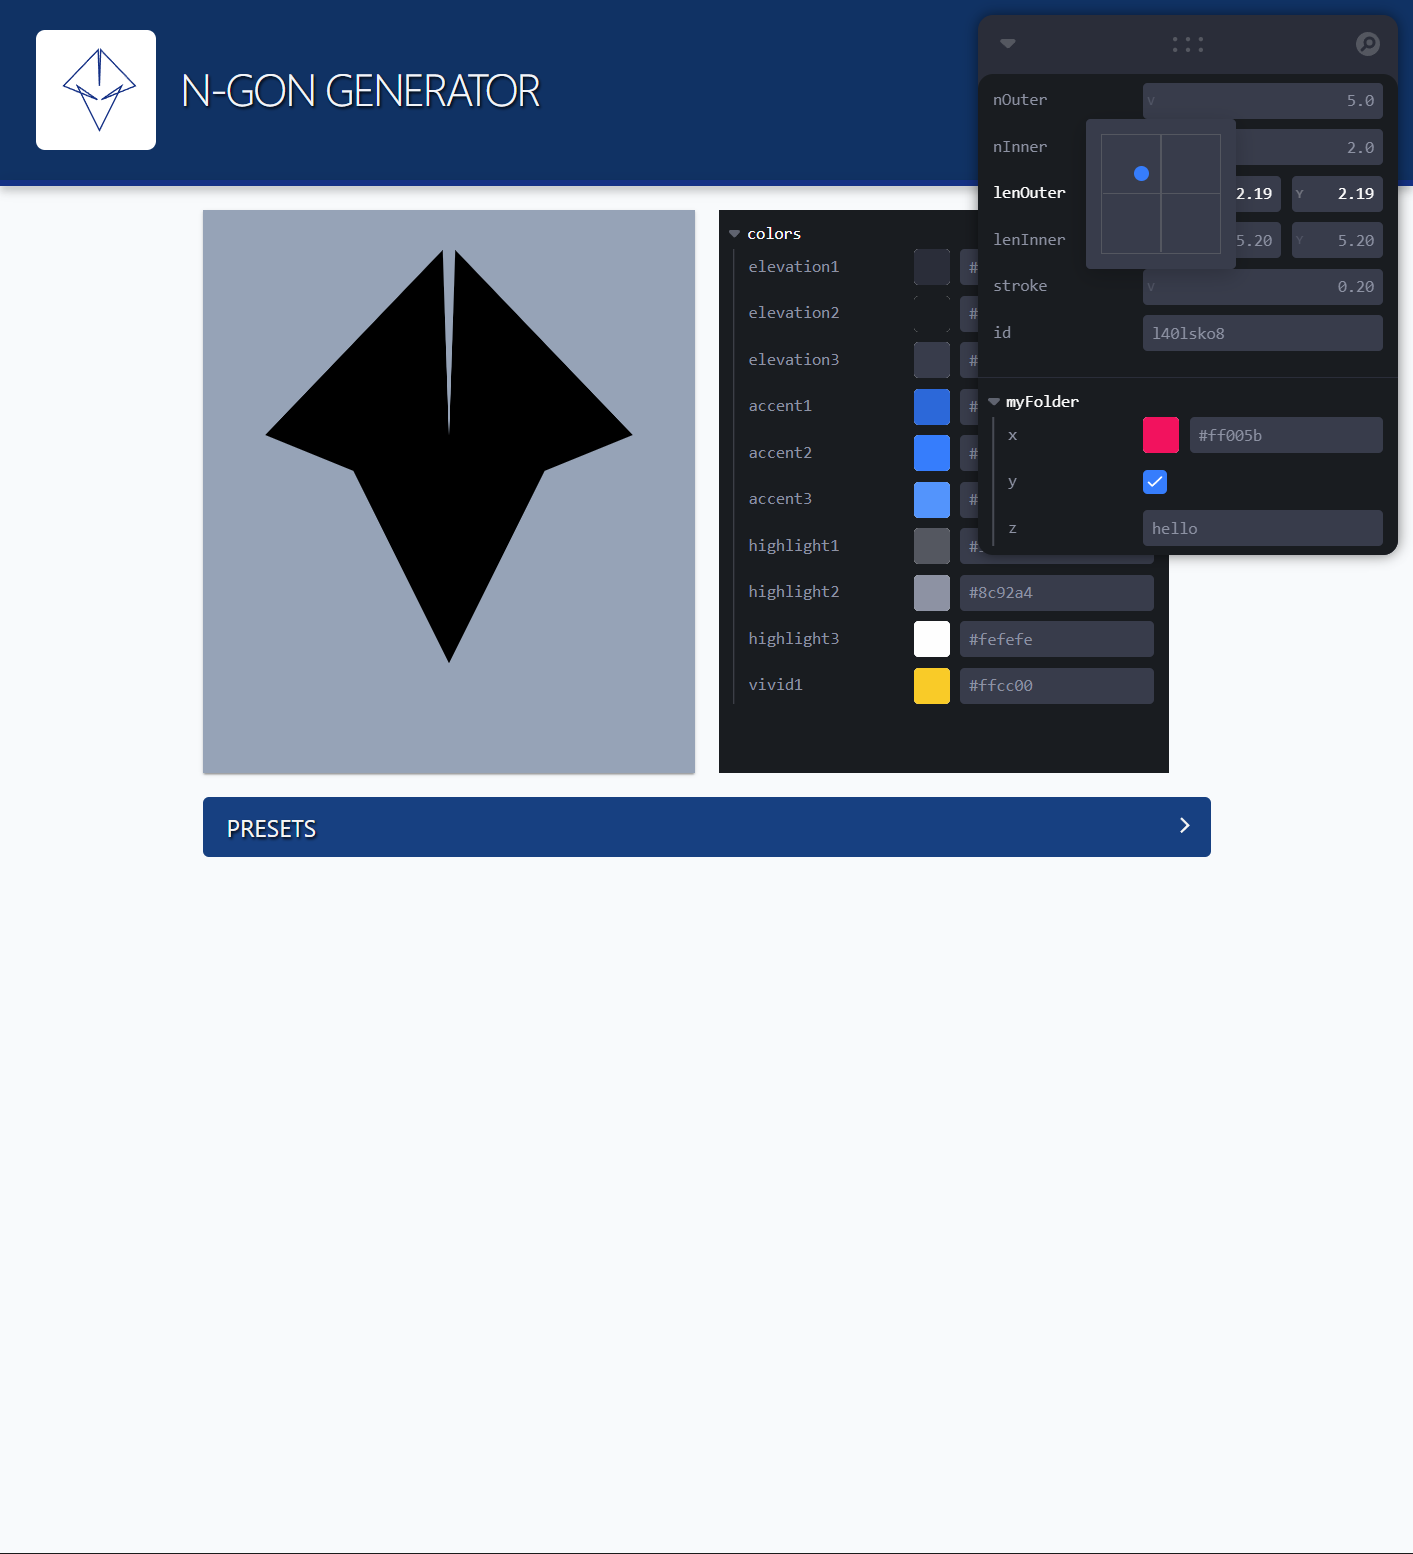 N-GON GENERATOR
nOuter V 5.0
nInner 2.0
lenOuter 2.19 Y 2.19
lenInner 5.20 Y 5.20
stroke V 0.20
id l40lsko8
myFolder
x #ff005b
y
z hello
colors
elevation1 #
elevation2 #
elevation3 #
accent1 #
accent2 #
accent3 #
highlight1 #
highlight2 #8c92a4
highlight3 #fefefe
vivid1 #ffcc00
PRESETS